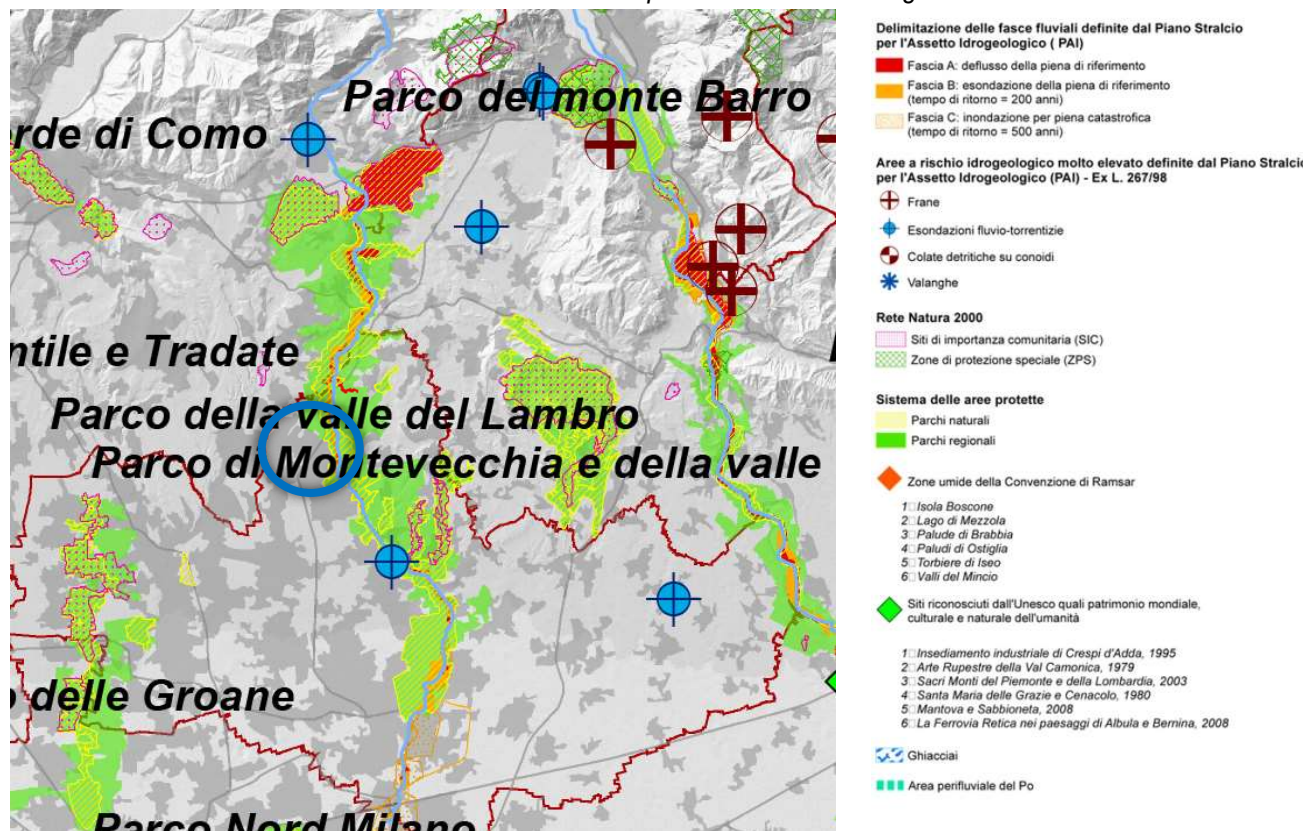 Parco del monte Barro
rde di Como
ntile e Tradate
Parco della valle del Lambro
Parco di Montevecchia e della valle
delle Groane
Parco Nord Milano
Delimitazione delle fasce fluviali definite dal Piano Stralcio
per l'Assetto Idrogeologico ( PAI)
Fascia A: deflusso della piena di riferimento
Fascia B: esondazione della piena di riferimento
(tempo di ritorno = 200 anni)
Fascia C: inondazione per piena catastrofica
(tempo di ritorno = 500 anni)
Aree a rischio idrogeologico molto elevato definite dal Piano Stralcio
per l'Assetto Idrogeologico (PAI) - Ex L. 267/98
Frane
Esondazioni fluvio-torrentizie
Colate detritiche su conoidi
Valanghe
Rete Natura 2000
Siti di importanza comunitaria (SIC)
Zone di protezione speciale (ZPS)
Sistema delle aree protette
Parchi naturali
Parchi regionali
Zone umide della Convenzione di Ramsar
1 Isola Boscone
2 Lago di Mezzola
3 Palude di Brabbia
4 Paludi di Ostiglia
5 Torbiere di Iseo
6 Valli del Mincio
Siti riconosciuti dall'Unesco quali patrimonio mondiale,
culturale e naturale dell'umanità
1 Insediamento industriale di Crespi d'Adda, 1995
2 Arte Rupestre della Val Camonica, 1979
3 Sacri Monti del Piemonte e della Lombardia, 2003
4 Santa Maria delle Grazie e Cenacolo, 1980
5 Mantova e Sabbioneta, 2008
6 La Ferrovia Retica nei paesaggi di Albula e Bernina, 2008
Ghiacciai
Area perifluviale del Po